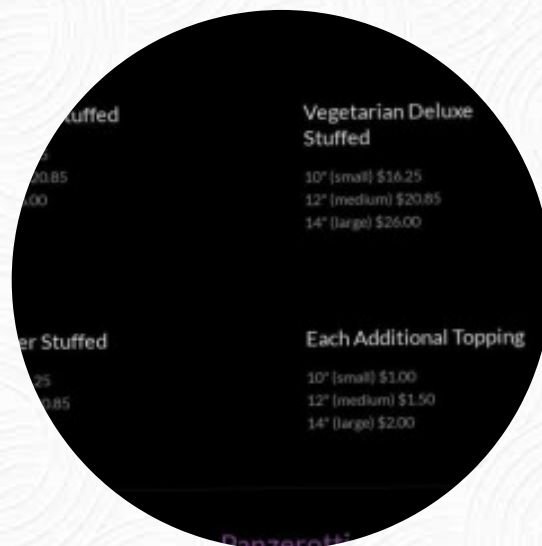 Stuffed
20.85
.00
Vegetarian Deluxe
Stuffed
10" (small) $16.25
12" (medium) $20.85
14" (large) $26.00
er Stuffed
25
0.85
Each Additional Topping
10" (small) $1.00
12" (medium) $1.50
14" (large) $2.00
Panzerotti